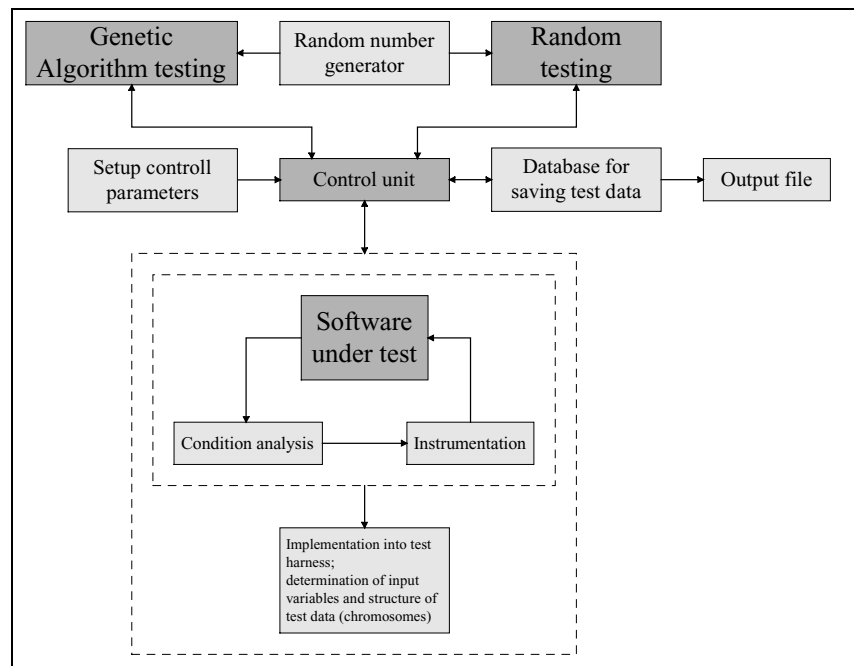 Genetic
Algorithm testing
Random number
generator
Random
testing
Setup controll
parameters
Control unit
Database for
saving test data
Output file
Software
under test
Condition analysis
Instrumentation
Implementation into test
harness;
determination of input
variables and structure of
test data (chromosomes)